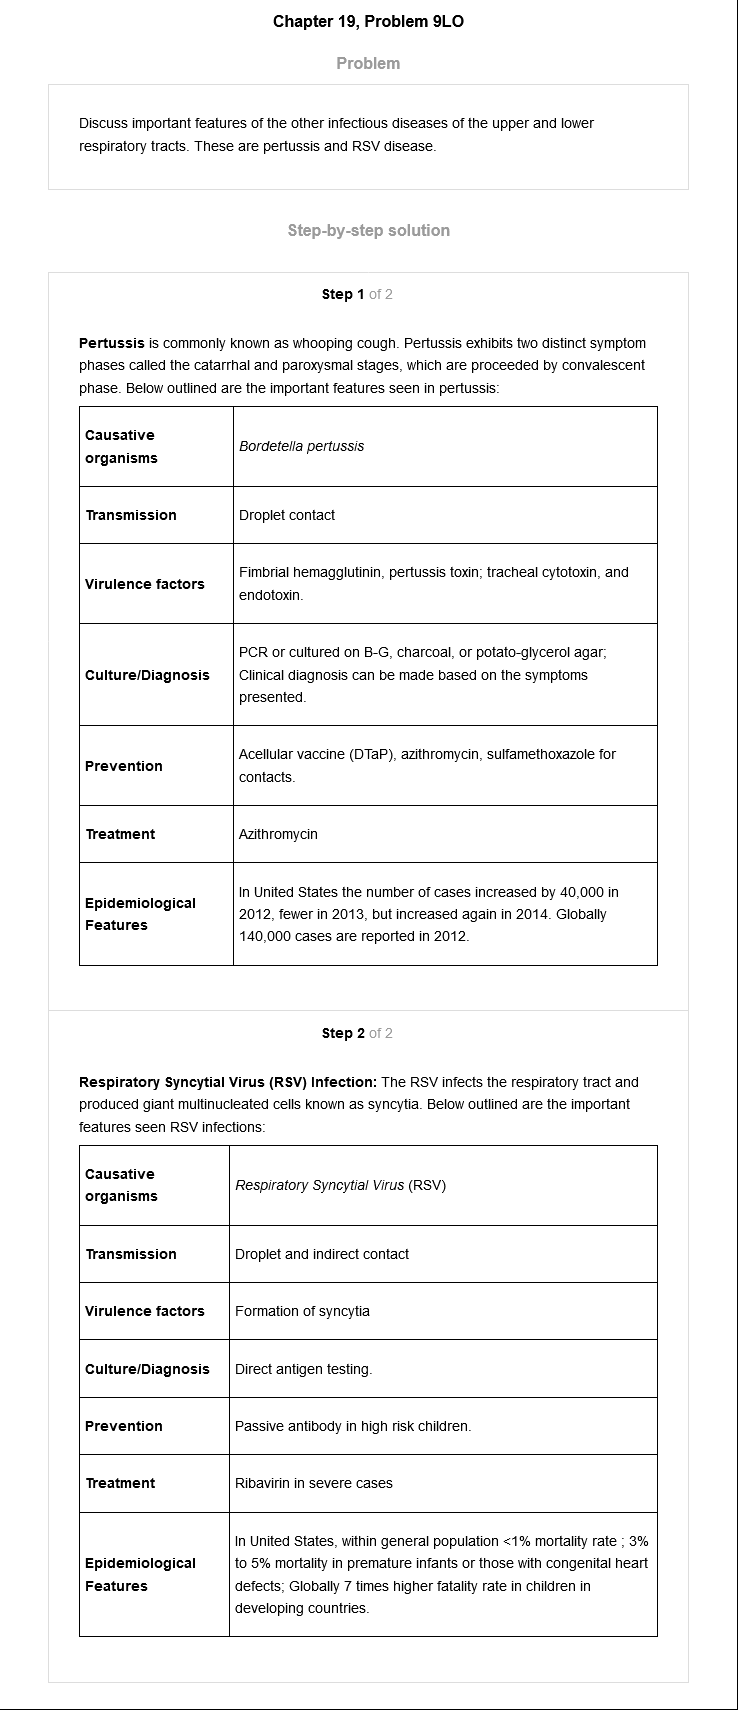 Chapter 19, Problem 9LO
Problem
Discuss important features of the other infectious diseases of the upper and lower
respiratory tracts. These are pertussis and RSV disease.
Step-by-step solution
Step 1 of 2
Pertussis is commonly known as whooping cough. Pertussis exhibits two distinct symptom
phases called the catarrhal and paroxysmal stages, which are proceeded by convalescent
phase. Below outlined are the important features seen in pertussis:
Causative
organisms
Bordetella pertussis
Transmission
Droplet contact
Virulence factors
Fimbrial hemagglutinin, pertussis toxin; tracheal cytotoxin, and
endotoxin.
Culture/Diagnosis
PCR or cultured on B-G, charcoal, or potato-glycerol agar;
Clinical diagnosis can be made based on the symptoms
presented.
Prevention
Acellular vaccine (DTaP), azithromycin, sulfamethoxazole for
contacts.
Treatment
Azithromycin
Epidemiological
Features
In United States the number of cases increased by 40,000 in
2012, fewer in 2013, but increased again in 2014. Globally
140,000 cases are reported in 2012.
Step 2 of 2
Respiratory Syncytial Virus (RSV) Infection: The RSV infects the respiratory tract and
produced giant multinucleated cells known as syncytia. Below outlined are the important
features seen RSV infections:
Causative
organisms
Respiratory Syncytial Virus (RSV)
Transmission
Droplet and indirect contact
Virulence factors
Formation of syncytia
Culture/Diagnosis
Direct antigen testing.
Prevention
Passive antibody in high risk children.
Treatment
Ribavirin in severe cases
Epidemiological
Features
In United States, within general population <1% mortality rate ; 3%
to 5% mortality in premature infants or those with congenital heart
defects; Globally 7 times higher fatality rate in children in
developing countries.